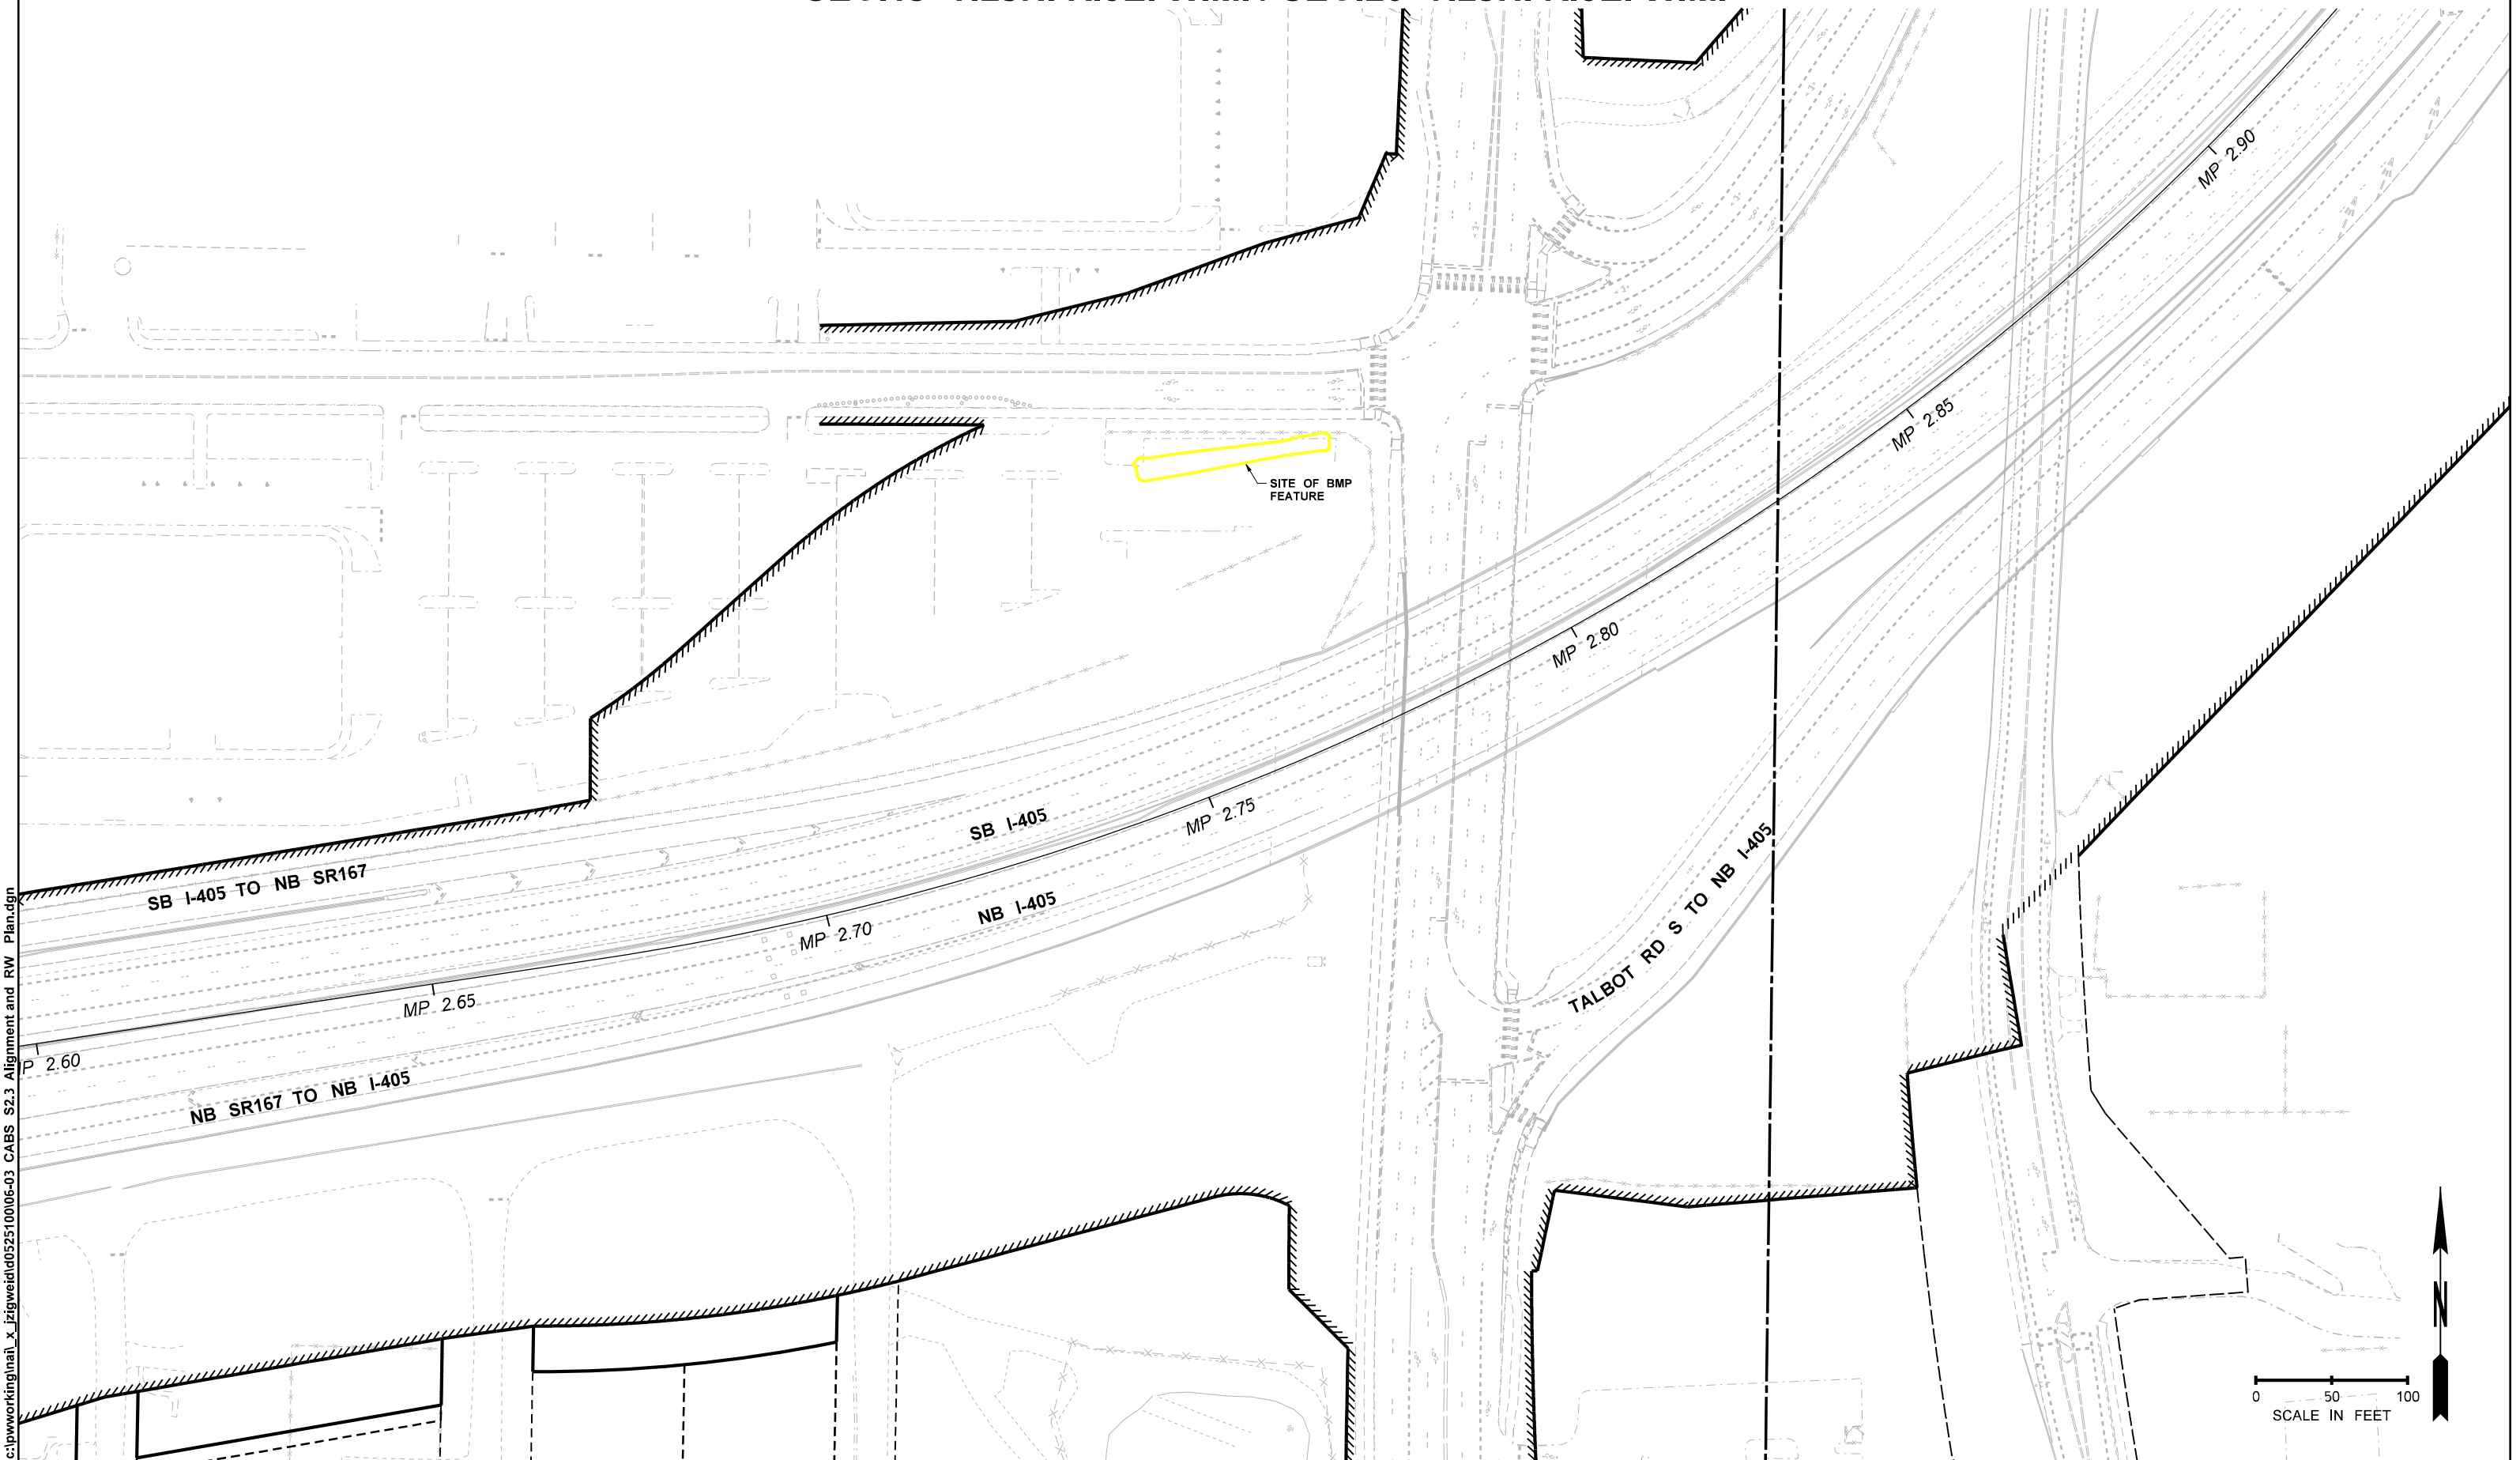 MP 2.90
MP 2.85
SITE OF BMP
FEATURE
MP 2.80
MP 2.75
SB I-405
SB I-405 TO NB SR167
NB I-405
MP 2.70
TALBOT RD S TO NB I-405
MP 2.65
P 2.60
NB SR167 TO NB I-405
N
0 50 100
SCALE IN FEET
c:\pwworking\nai\_x_jzigweid\d0525100\06-03 CABS S2.3 Alignment and RW Plan.dgn